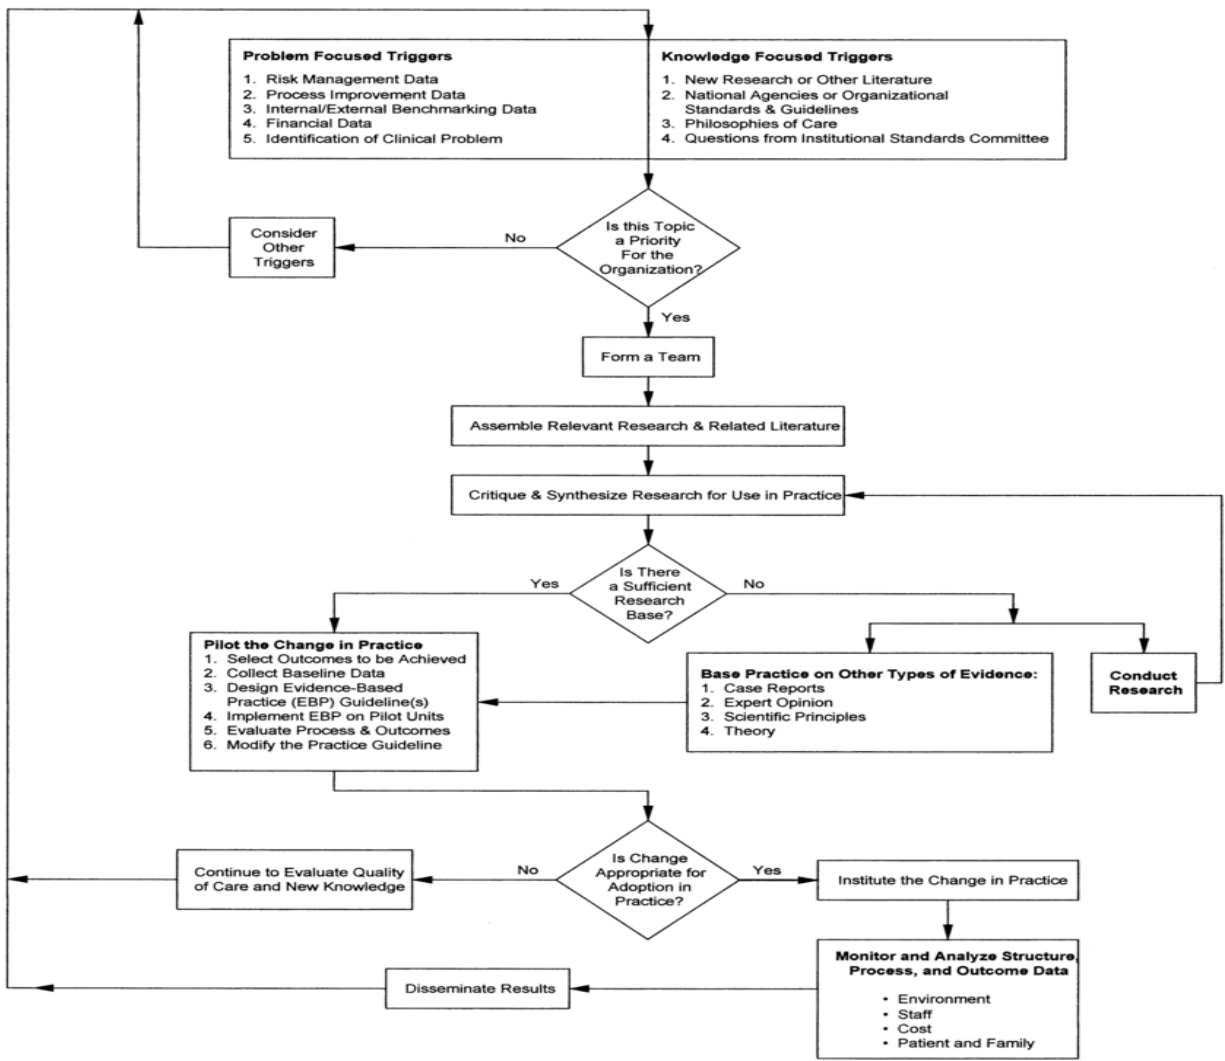 Problem Focused Triggers
1. Risk Management Data
2. Process Improvement Data
3. Internal/External Benchmarking Data
4. Financial Data
5. Identification of Clinical Problem
Knowledge Focused Triggers
1. New Research or Other Literature
2. National Agencies or Organizational
Standards & Guidelines
3. Philosophies of Care
4. Questions from Institutional Standards Committee
Consider
Other
Triggers
No
Is this Topic
a Priority
For the
Organization?
Yes
Form a Team
Assemble Relevant Research & Related Literature
Critique & Synthesize Research for Use in Practice
Yes
Is There
a Sufficient
Research
Base?
No
Pilot the Change in Practice
1. Select Outcomes to be Achieved
2. Collect Baseline Data
3. Design Evidence-Based
Practice (EBP) Guideline(s)
4. Implement EBP on Pilot Units
5. Evaluate Process & Outcomes
6. Modify the Practice Guideline
Base Practice on Other Types of Evidence:
1. Case Reports
2. Expert Opinion
3. Scientific Principles
4. Theory
Conduct
Research
Continue to Evaluate Quality
of Care and New Knowledge
No
Is Change
Appropriate for
Adoption in
Practice?
Yes
Institute the Change in Practice
Monitor and Analyze Structure,
Process, and Outcome Data
• Environment
• Staff
• Cost
• Patient and Family
Disseminate Results